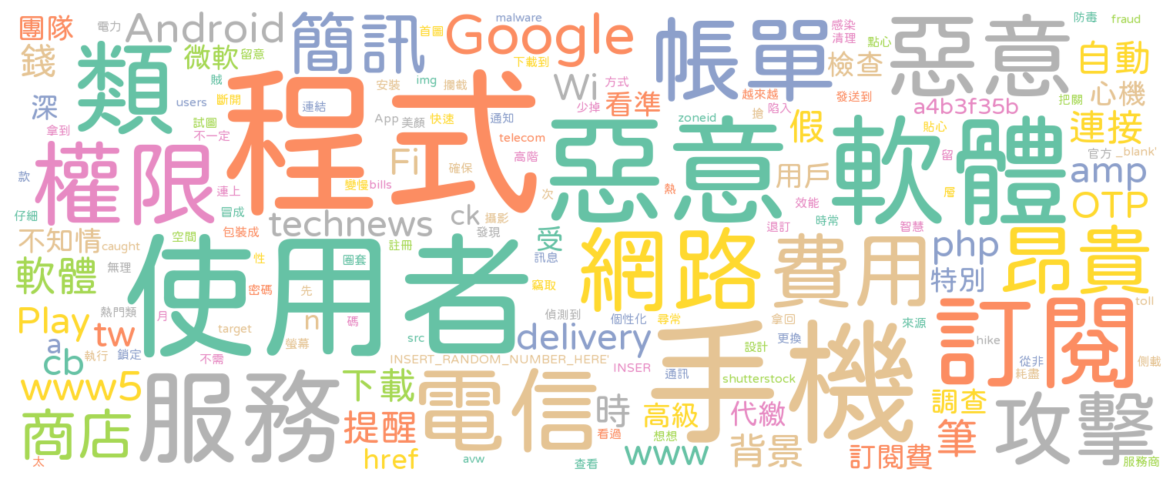 團隊
電力
Android
簡訊
malware
Google
帳單
感染
清理
惡意
防毒
fraud
首圖
下載到
點心
錢
微軟
留意
類
程式
安裝
img
攔截
Wi
方式
看準
越來越
檢查
自動
深
賊
users
斷開
連結
App
美顏
快速
通知
少掉
zoneid
搶
陷入
發送到
a4b3f35b
把關
心機
試圖
拿到
不一定
telecom
假
貼心
連接
權限
Fi
確保
高階
惡意
軟體
用戶
留
官方
_blank'
款
連上
變慢
bills
次
熱
效能
層
amp
仔細
冒成
technews
ck
攝影
退訂
時常
智慧
OTP
不知情
caught
空間
包裝成
註冊
發現
受
網路
費用
php
昂貴
軟體
無理
性
圈套
訊息
特別
使用者
密碼
先
竊取
熱門類
月
碼
偵測到
個性化
尋常
拿回
來源
toll
Play
tw
target
n
src
delivery
手機
更換
hike
訂閱
a
cb
執行
鎖定
不需
螢幕
INSERT_RANDOM_NUMBER_HERE'
INSER
設計
從非
側載
通訊
耗盡
www5
服務
下載
電信
時
高級
shutterstock
代繳
調查
攻擊
商店
提醒
看過
想想
筆
太
href
avw
查看
www
背景
訂閱費
服務商